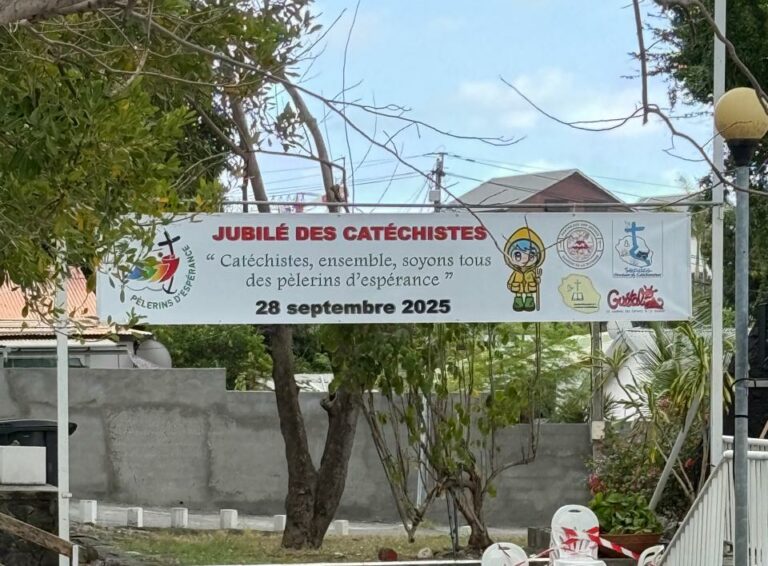 JUBILÉ DES CATÉCHISTES
“ Catéchistes, ensemble, soyons tous
des pèlerins d'espérance ”
28 septembre 2025
PÈLERINS D'ESPÉRANCE